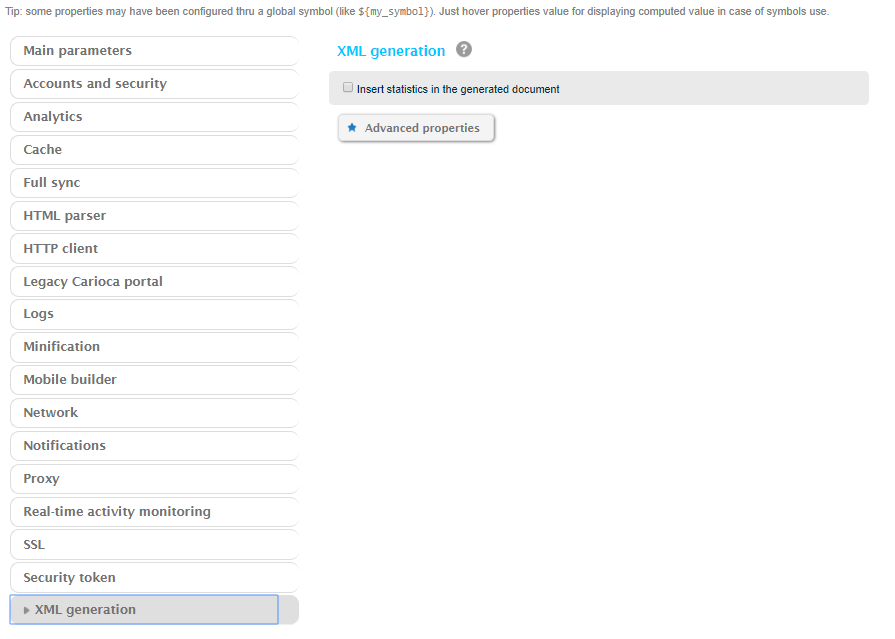 Tip: some properties may have been configured thru a global symbol (like ${my_symbol}). Just hover properties value for displaying computed value in case of symbols use.
Main parameters
Accounts and security
Analytics
Cache
Full sync
HTML parser
HTTP client
Legacy Carioca portal
Logs
Minification
Mobile builder
Network
Notifications
Proxy
Real-time activity monitoring
SSL
Security token
XML generation
XML generation ?
Insert statistics in the generated document
Advanced properties